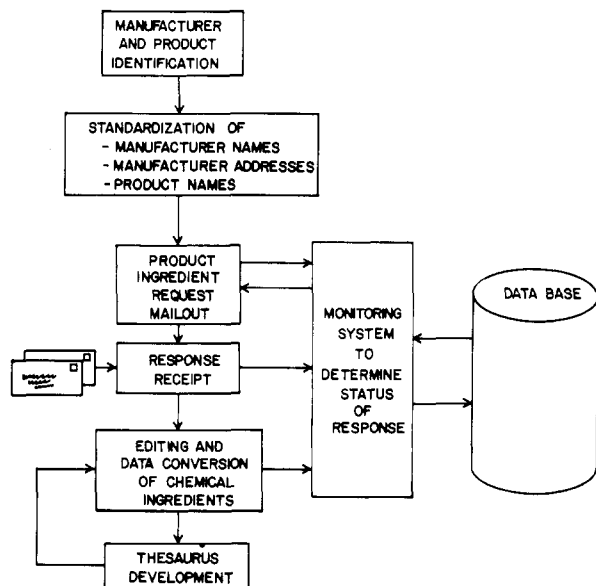 MANUFACTURER
AND PRODUCT
IDENTIFICATION
STANDARDIZATION OF
- MANUFACTURER NAMES
- MANUFACTURER ADDRESSES
- PRODUCT NAMES
PRODUCT
INGREDIENT
REQUEST
MAILOUT
MONITORING
SYSTEM
TO
DETERMINE
STATUS
OF
RESPONSE
DATA BASE
RESPONSE
RECEIPT
EDITING AND
DATA CONVERSION
OF CHEMICAL
INGREDIENTS
THESAURUS
DEVELOPMENT